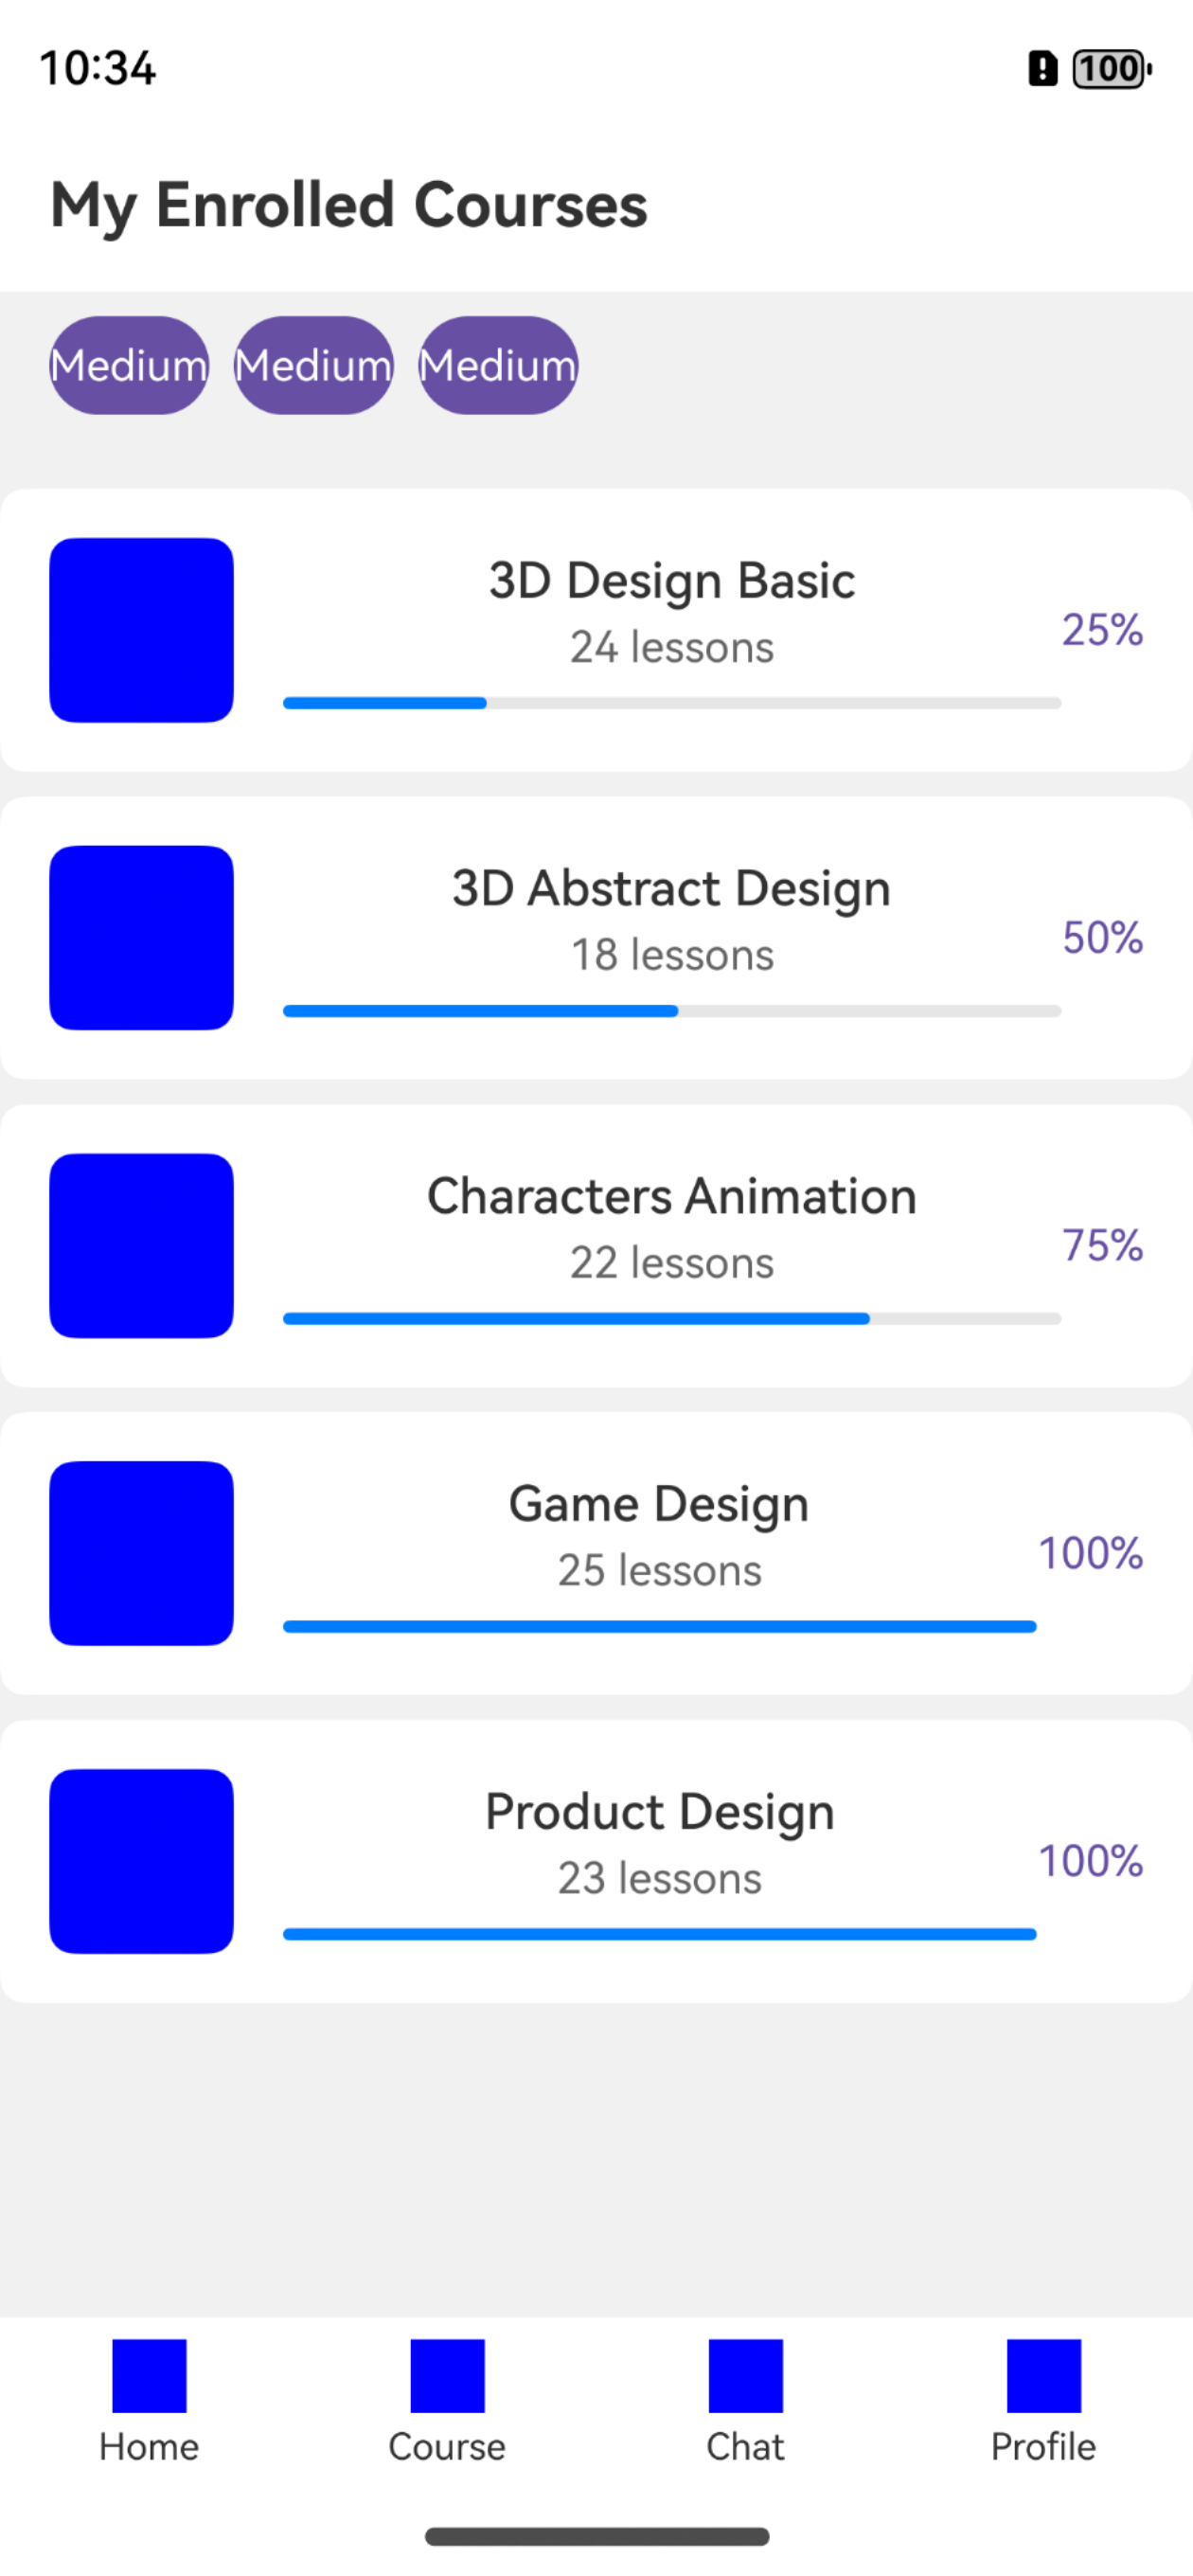 10:34
100
My Enrolled Courses
Medium Medium Medium
3D Design Basic
24 lessons
25%
3D Abstract Design
18 lessons
50%
Characters Animation
22 lessons
75%
Game Design
25 lessons
100%
Product Design
23 lessons
100%
Home Course Chat Profile